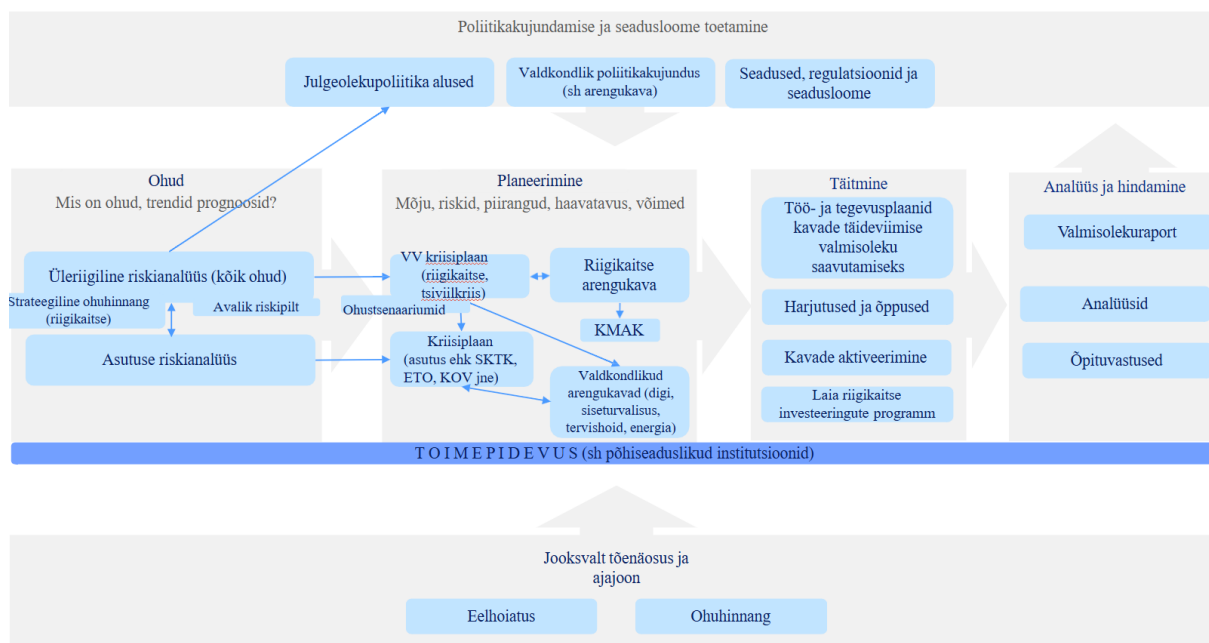 Poliitikakujundamise ja seadusloome toetamine
Julgeolekupoliitika alused
Valdkondlik poliitikakujundus
(sh arengukava)
Seadused, regulatsioonid ja
seadusloome
Ohud
Mis on ohud, trendid prognoosid?
Üleriigiline riskianalüüs (kõik ohud)
Strateegiline ohuhinnang
(riigikaitse)
Avalik riskipilt
Asutuse riskianalüüs
Planeerimine
Mõju, riskid, piirangud, haavatavus, võimed
VV kriisiplaan
(riigikaitse,
tsiviilkriis)
Ohustsenaariumid
Riigikaitse
arengukava
KMAK
Kriisiplaan
(asutus ehk SKTK,
ETO, KOV jne)
Valdkondlikud
arengukavad (digi,
siseturvalisus,
tervishoid, energia)
Täitmine
Töö- ja tegevusplaanid
kavade täideviimise
valmisoleku
saavutamiseks
Harjutused ja õppused
Kavade aktiveerimine
Laia riigikaitse
investeeringute programm
Analüüs ja hindamine
Valmisolekuraport
Analüüsid
Õpituvastused
T O I M E P I D E V U S (sh põhiseaduslikud institutsioonid)
Jooksvalt tõenäosus ja
ajajoon
Eelhoiatus
Ohuhinnang